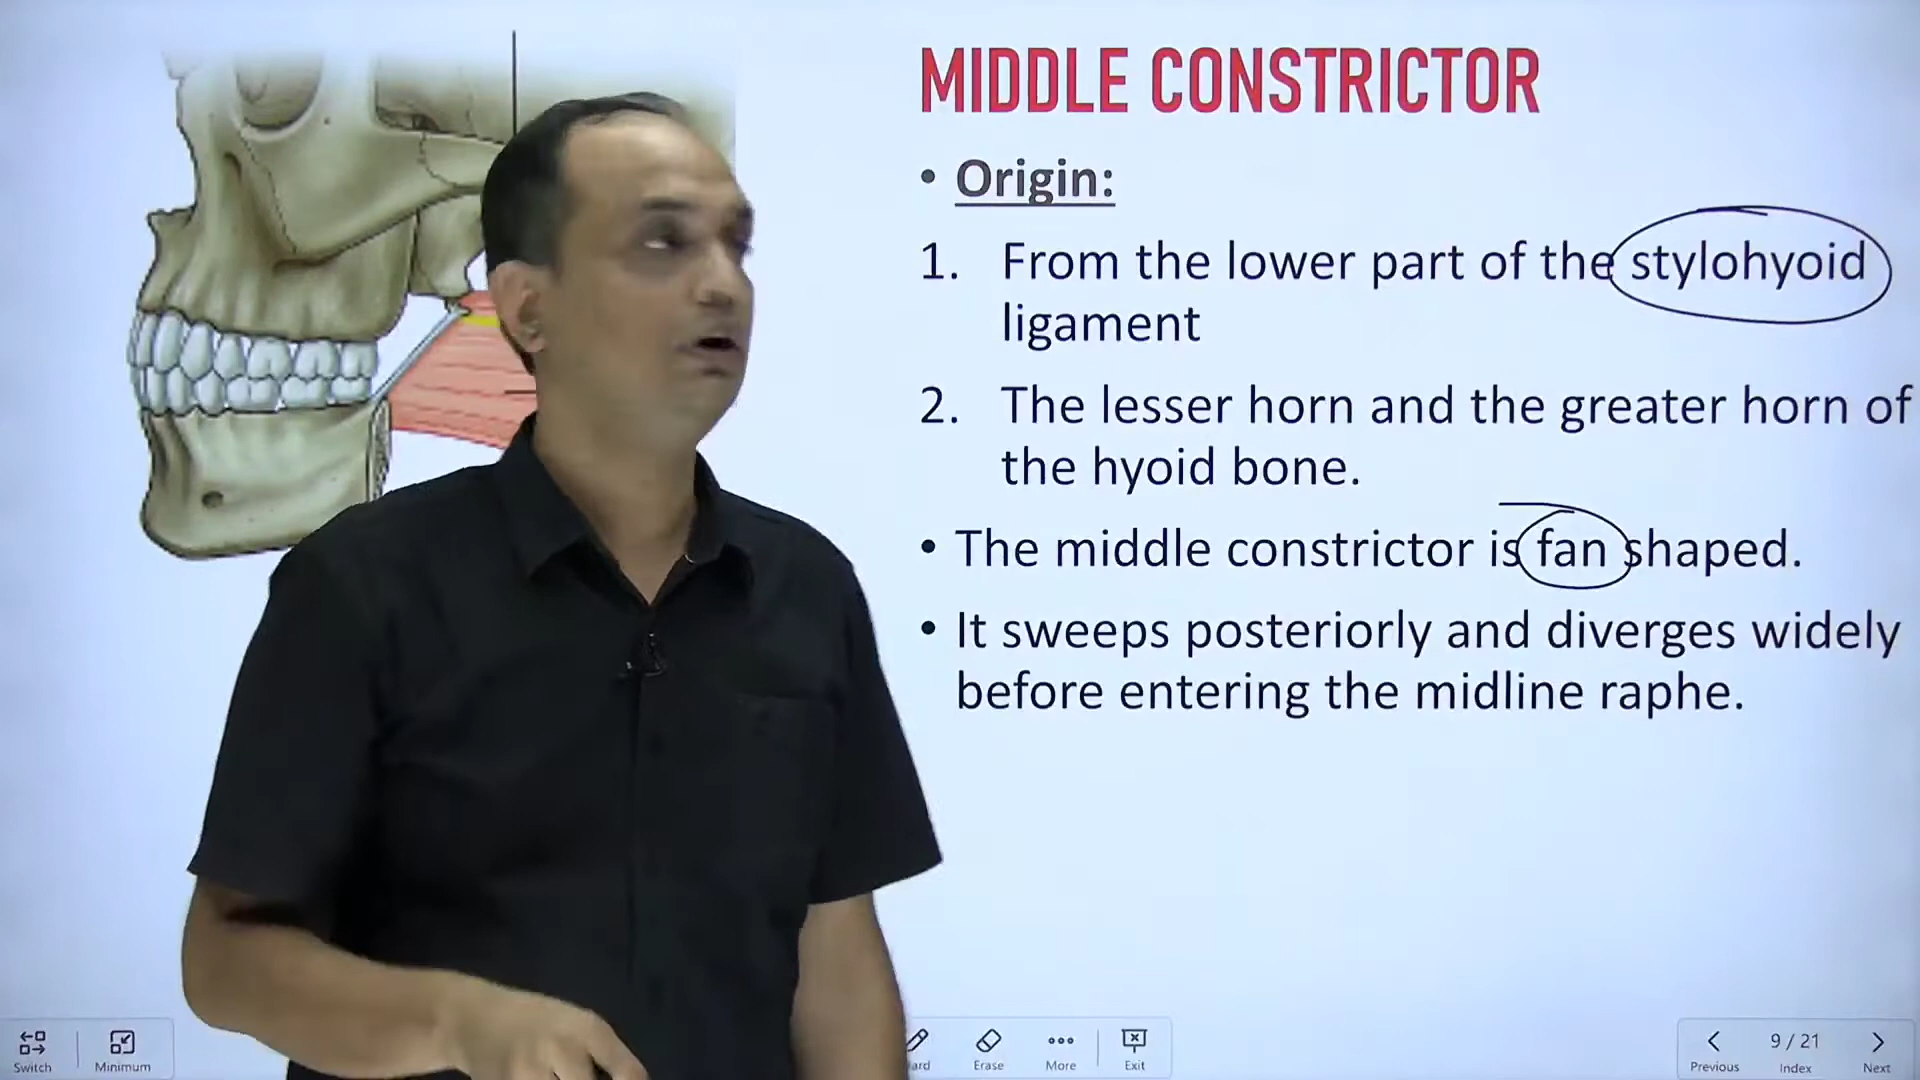 MIDDLE CONSTRICTOR
• Origin:
1. From the lower part of the stylohyoid
ligament
2. The lesser horn and the greater horn of
the hyoid bone.
• The middle constrictor is fan shaped.
• It sweeps posteriorly and diverges widely
before entering the midline raphe.
Switch Minimum ard Erase More Exit Previous 9 / 21 Index Next